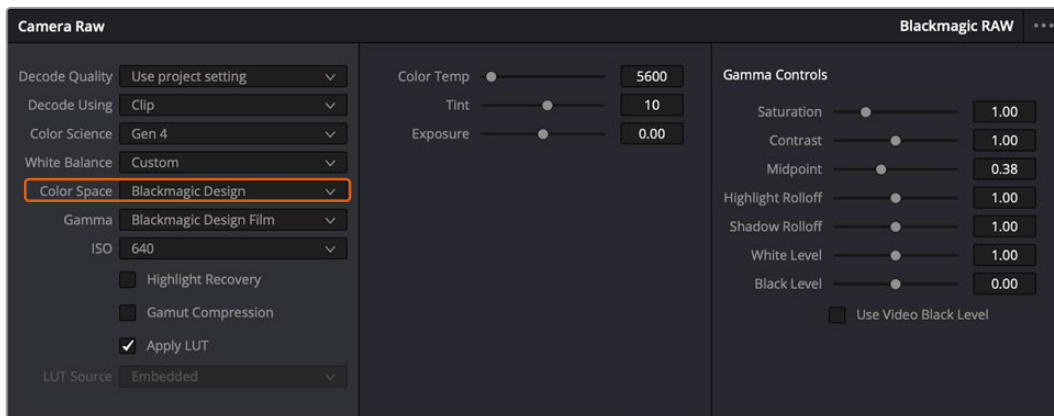 Camera Raw
Blackmagic RAW
Decode Quality Use project setting
Decode Using Clip
Color Science Gen 4
White Balance Custom
Color Space Blackmagic Design
Gamma Blackmagic Design Film
ISO 640
Highlight Recovery
Gamut Compression
Apply LUT
LUT Source Embedded
Color Temp 5600
Tint 10
Exposure 0.00
Gamma Controls
Saturation 1.00
Contrast 1.00
Midpoint 0.38
Highlight Rolloff 1.00
Shadow Rolloff 1.00
White Level 1.00
Black Level 0.00
Use Video Black Level